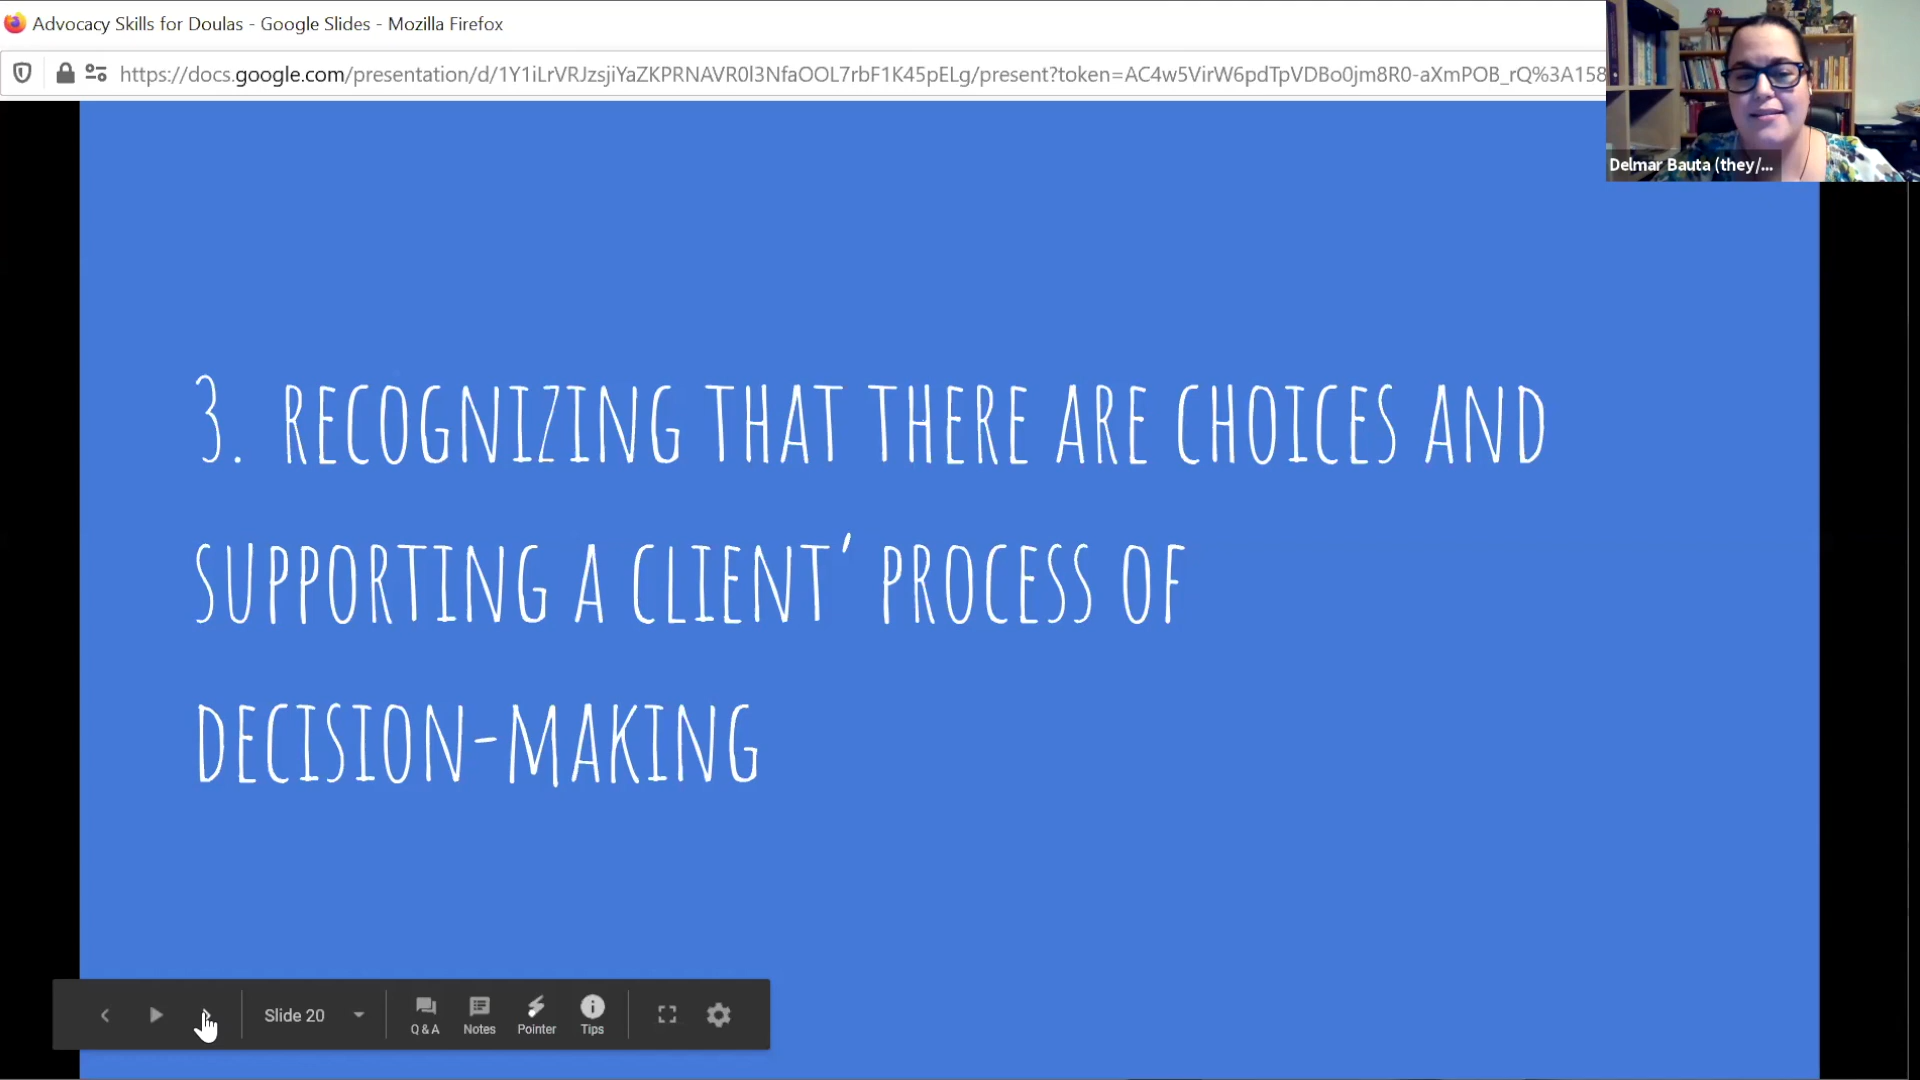 Advocacy Skills for Doulas - Google Slides - Mozilla Firefox
https://docs.google.com/presentation/d/1Y1iLrVRJzsjiYaZKPRNAVR0l3NfaOOL7rbF1K45pELg/present?token=AC4w5VirW6pdTpVDBo0jm8R0-aXmPOB_rQ%3A158
Delmar Bauta (they/...
3. RECOGNIZING THAT THERE ARE CHOICES AND
SUPPORTING A CLIENT’ PROCESS OF
DECISION-MAKING
Slide 20
Q & A
Notes
Pointer
Tips